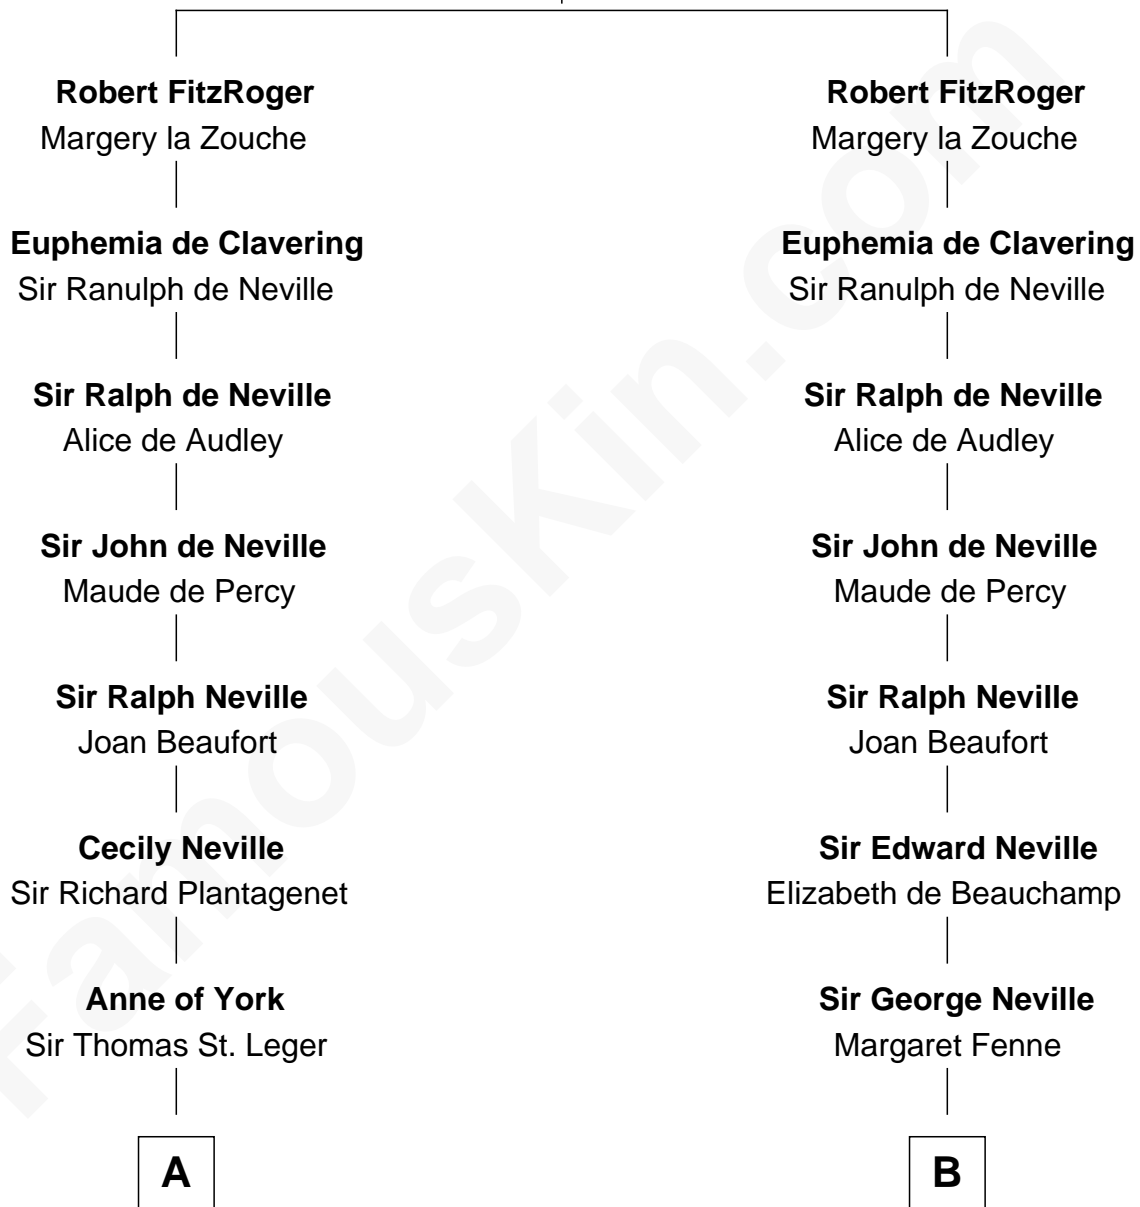 Robert FitzRoger
Margery la Zouche
Euphemia de Clavering
Sir Ranulph de Neville
Sir Ralph de Neville
Alice de Audley
Sir John de Neville
Maude de Percy
Sir Ralph Neville
Joan Beaufort
Cecily Neville
Sir Richard Plantagenet
Anne of York
Sir Thomas St. Leger
A
Robert FitzRoger
Margery la Zouche
Euphemia de Clavering
Sir Ranulph de Neville
Sir Ralph de Neville
Alice de Audley
Sir John de Neville
Maude de Percy
Sir Ralph Neville
Joan Beaufort
Sir Edward Neville
Elizabeth de Beauchamp
Sir George Neville
Margaret Fenne
B
FamousKin.com